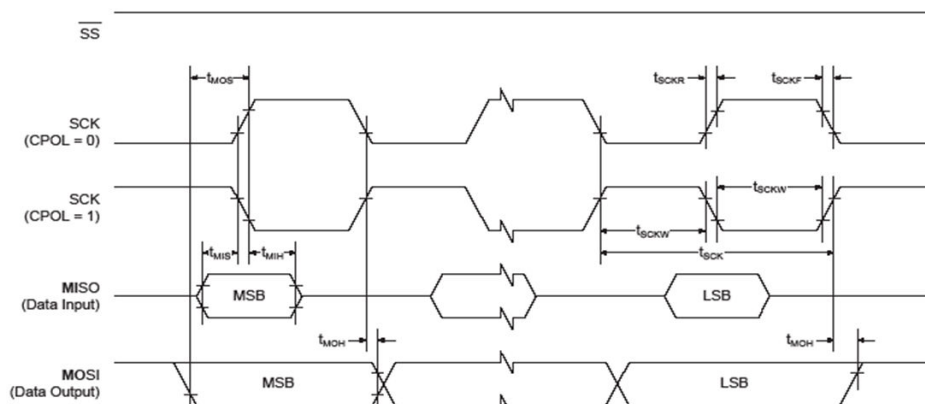 SS
tMOS
tSCKR
tSCKF
SCK
(CPOL = 0)
SCK
(CPOL = 1)
tSCKW
tSCKW
tSCK
tMIS
tMIH
MISO
(Data Input)
MSB
LSB
tMOH
tMOH
MOSI
(Data Output)
MSB
LSB